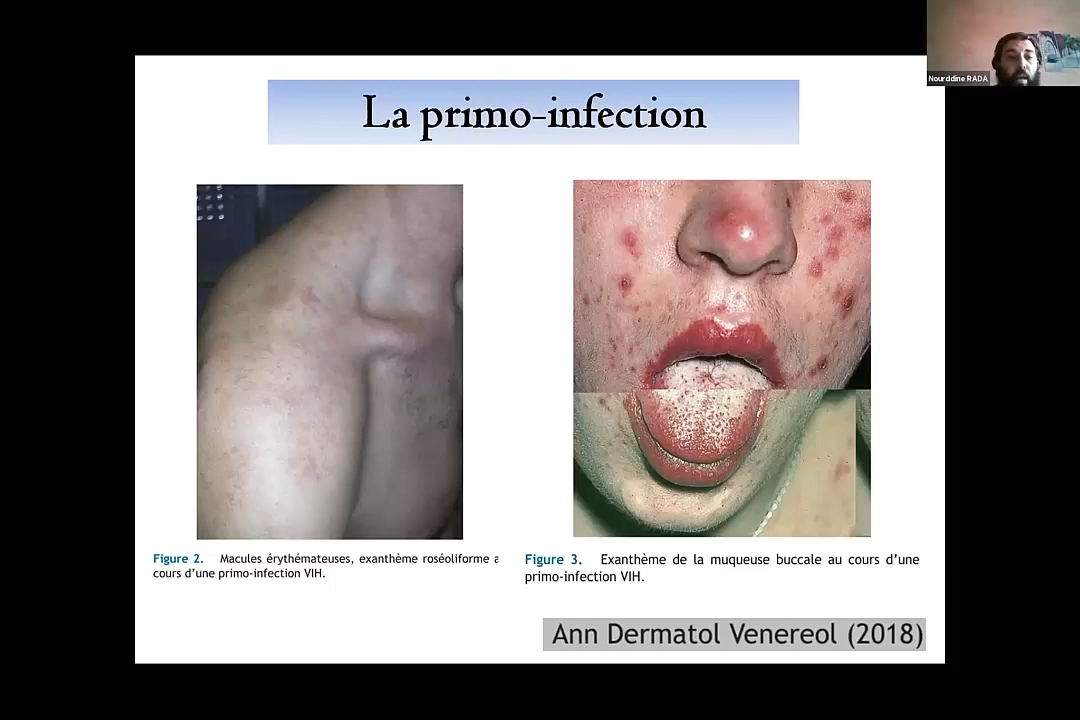 Nourddine RADA
La primo-infection
Figure 2. Macules érythémateuses, exanthème roséoliforme a
cours d'une primo-infection VIH.
Figure 3. Exanthème de la muqueuse buccale au cours d'une
primo-infection VIH.
Ann Dermatol Venereol (2018)